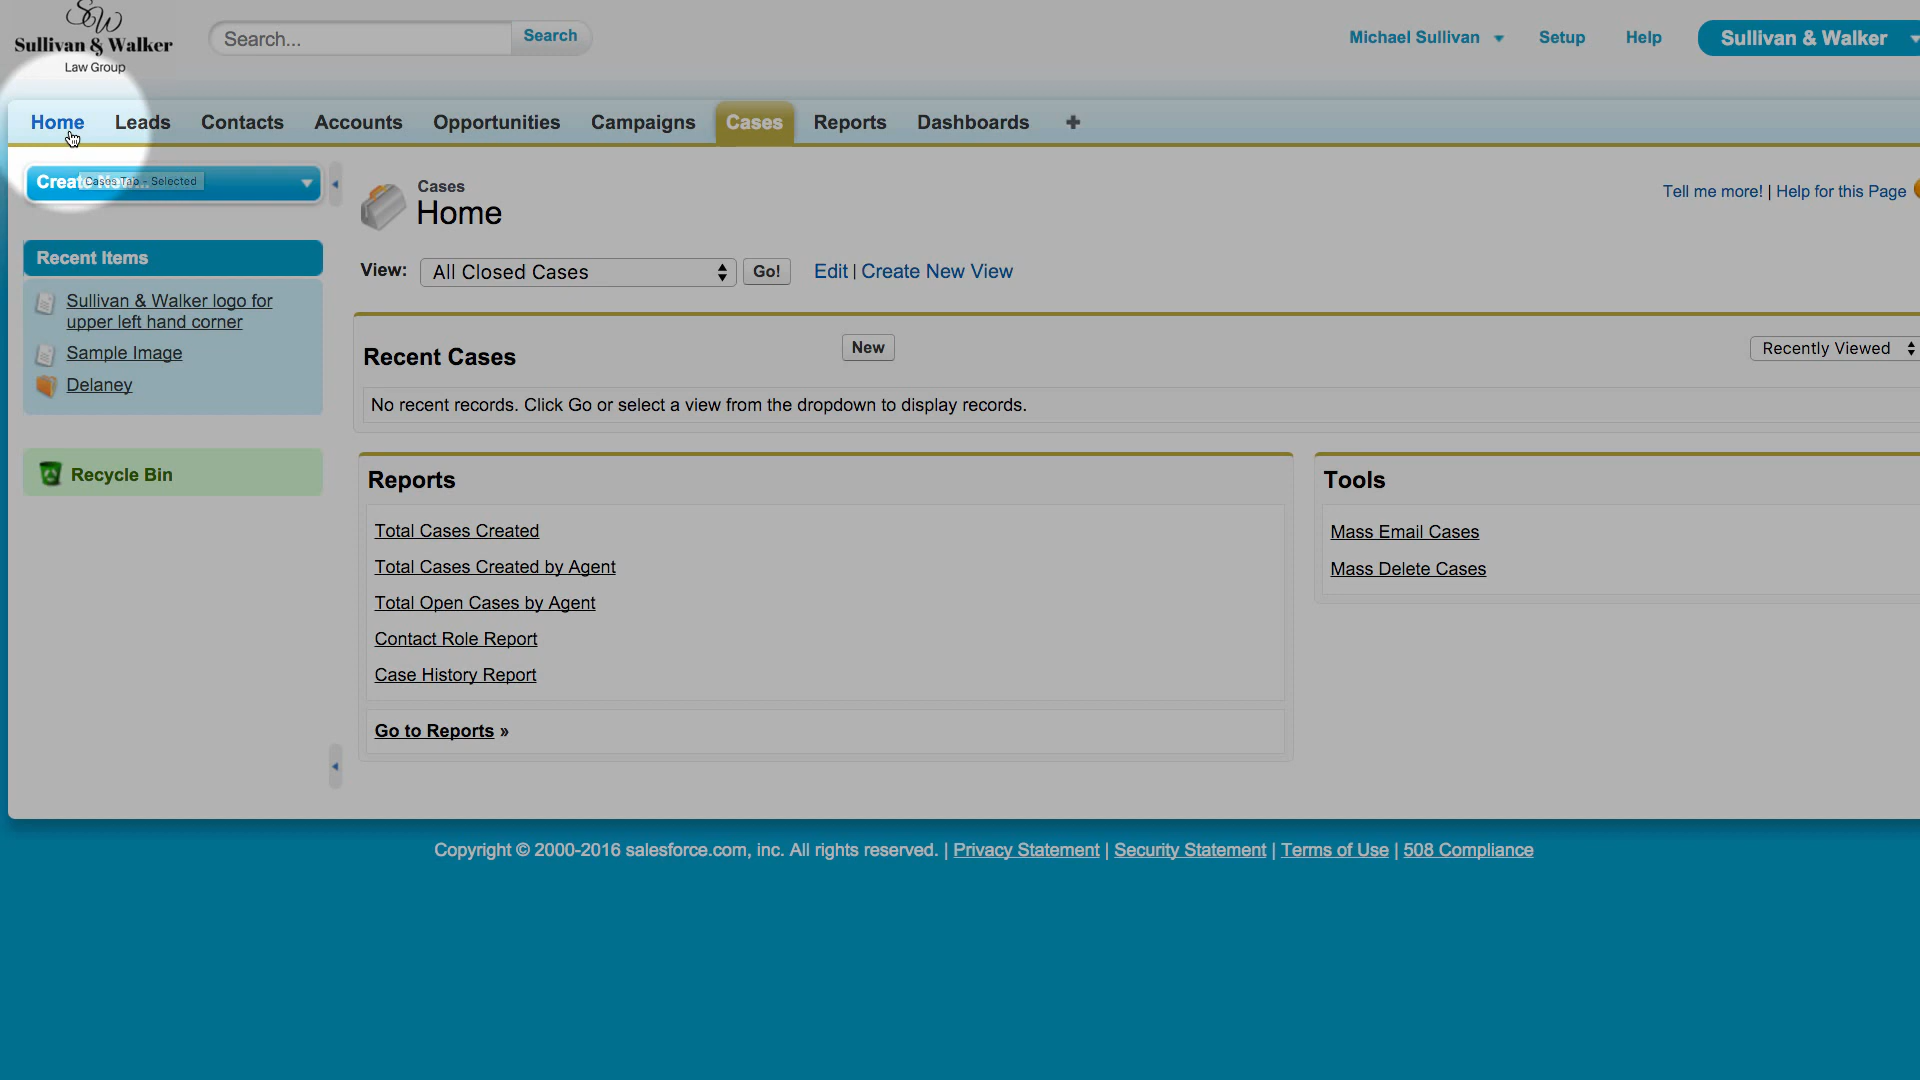 SW
Sullivan & Walker
Law Group
Search...
Search
Michael Sullivan
Setup
Help
Sullivan & Walker
Home
Leads
Contacts
Accounts
Opportunities
Campaigns
Cases
Reports
Dashboards
Cases Tab - Selected
Cases
Home
Tell me more! | Help for this Page
Recent Items
View:
All Closed Cases
Go!
Edit | Create New View
Sullivan & Walker logo for
upper left hand corner
Sample Image
Delaney
Recent Cases
New
Recently Viewed
No recent records. Click Go or select a view from the dropdown to display records.
Recycle Bin
Reports
Total Cases Created
Total Cases Created by Agent
Total Open Cases by Agent
Contact Role Report
Case History Report
Go to Reports »
Tools
Mass Email Cases
Mass Delete Cases
Copyright © 2000-2016 salesforce.com, inc. All rights reserved. | Privacy Statement | Security Statement | Terms of Use | 508 Compliance